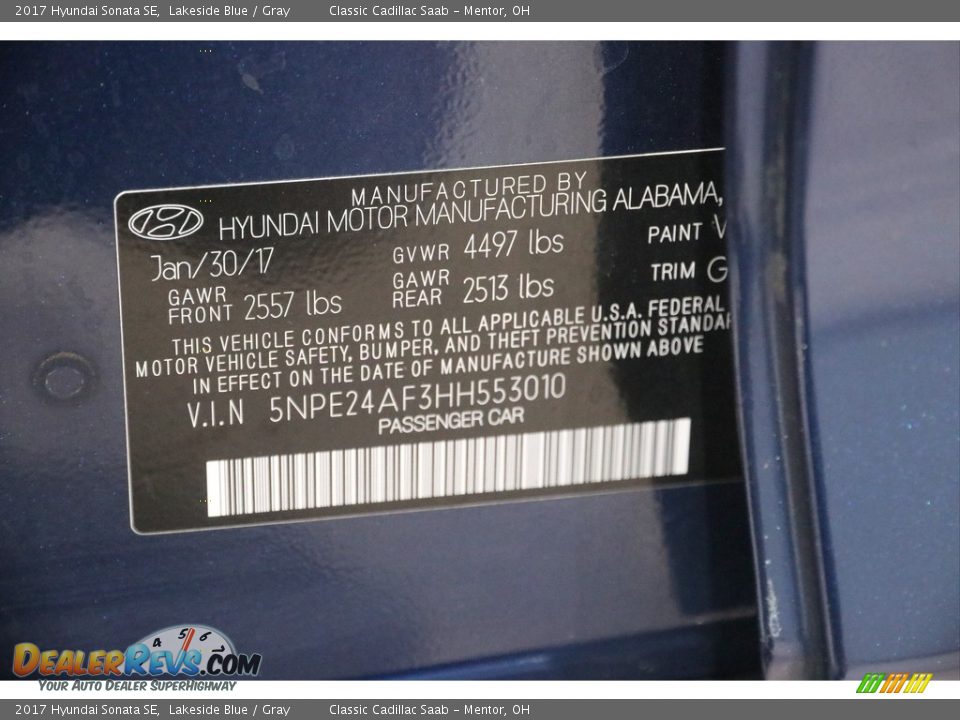 2017 Hyundai Sonata SE, Lakeside Blue / Gray Classic Cadillac Saab - Mentor, OH
MANUFACTURED BY
HYUNDAI MOTOR MANUFACTURING ALABAMA,
Jan/30/17 GVWR 4497 lbs PAINT
GAWR FRONT 2557 lbs GAWR REAR 2513 lbs TRIM G
THIS VEHICLE CONFORMS TO ALL APPLICABLE U.S.A. FEDERAL
MOTOR VEHICLE SAFETY, BUMPER, AND THEFT PREVENTION STANDAR
IN EFFECT ON THE DATE OF MANUFACTURE SHOWN ABOVE
V.I.N 5NPE24AF3HH553010
PASSENGER CAR
4 5 6
DEALERREVS.COM
YOUR AUTO DEALER SUPERHIGHWAY
2017 Hyundai Sonata SE, Lakeside Blue / Gray Classic Cadillac Saab - Mentor, OH